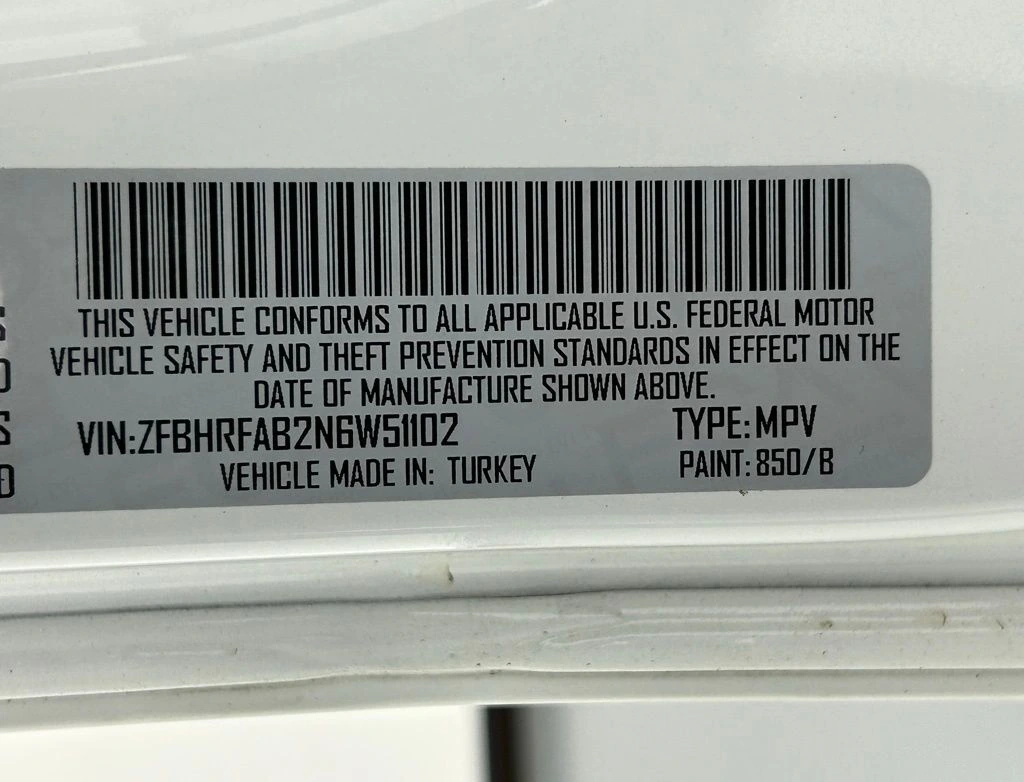 THIS VEHICLE CONFORMS TO ALL APPLICABLE U.S. FEDERAL MOTOR
VEHICLE SAFETY AND THEFT PREVENTION STANDARDS IN EFFECT ON THE
DATE OF MANUFACTURE SHOWN ABOVE.
VIN:ZFBHRFAB2N6W51102 TYPE:MPV
VEHICLE MADE IN: TURKEY PAINT:850/B